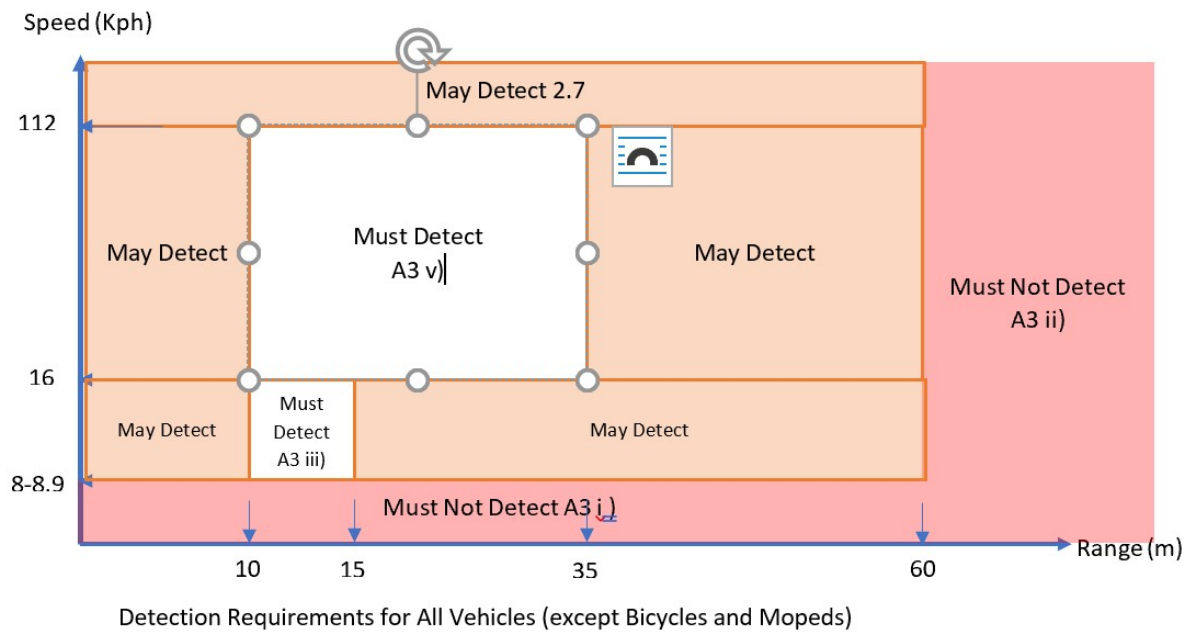 Speed (Kph)
May Detect 2.7
112
Must Detect
A3 v)
May Detect
May Detect
Must Not Detect
A3 ii)
16
Must
Detect
A3 iii)
May Detect
May Detect
8-8.9
Must Not Detect A3 i )
Range (m)
10
15
35
60
Detection Requirements for All Vehicles (except Bicycles and Mopeds)